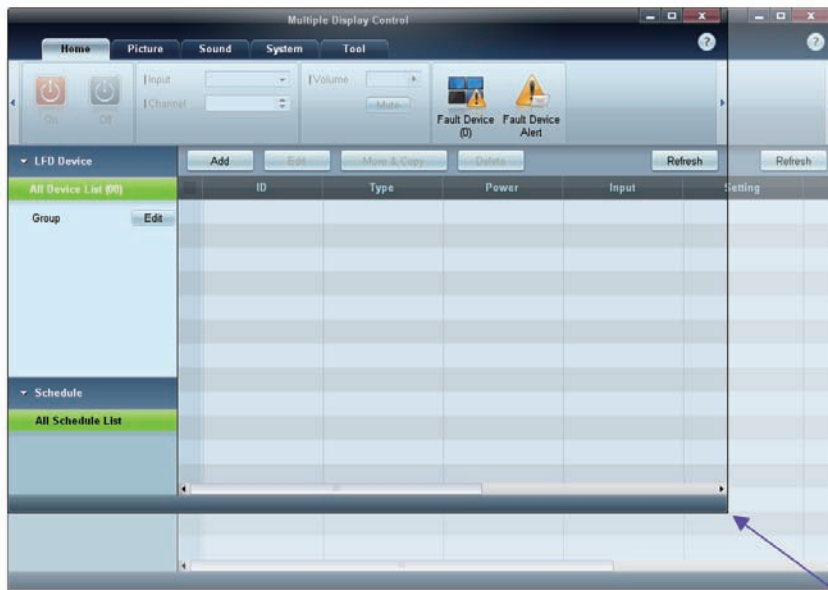 Multiple Display Control
Home Picture Sound System Tool
Input Volume
Channel Mute
On Off
Fault Device (0) Fault Device Alert
LFD Device Add Edit Move & Copy Delete Refresh Refresh
All Device List (00) ID Type Power Input Setting
Group Edit
Schedule
All Schedule List